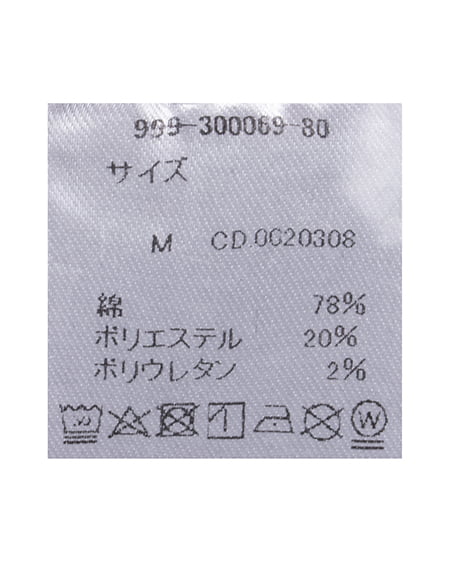 999-300069-80
サイズ
M CD.0020308
綿 78%
ポリエステル 20%
ポリウレタン 2%
W